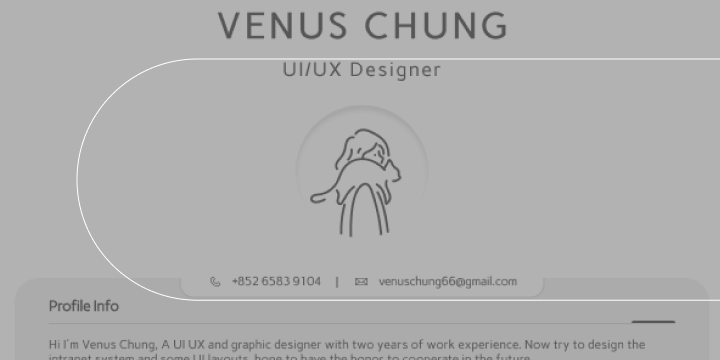 VENUS CHUNG
UI/UX Designer
+852 6583 9104 | venuschung66@gmail.com
Profile Info
Hi I'm Venus Chung, A UI UX and graphic designer with two years of work experience. Now try to design the
intranet system and some UI layouts, hope to have the honor to cooperate in the future.